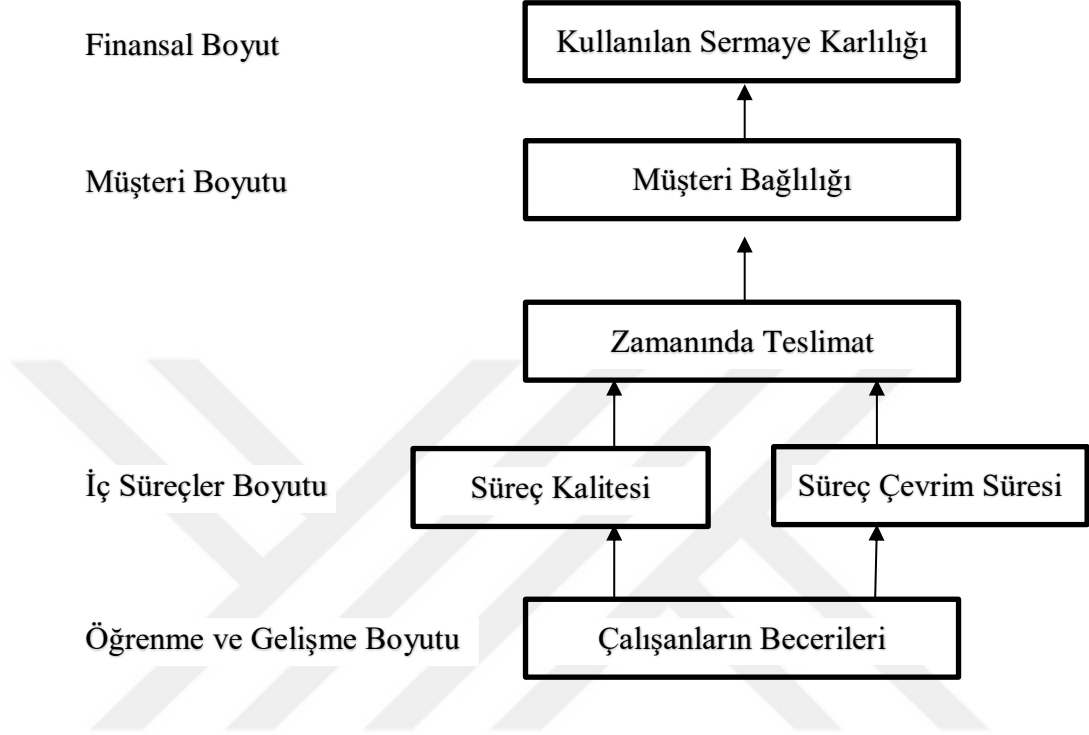 Finansal Boyut
Kullanılan Sermaye Karlılığı
Müşteri Boyutu
Müşteri Bağlılığı
Zamanında Teslimat
İç Süreçler Boyutu
Süreç Kalitesi
Süreç Çevrim Süresi
Öğrenme ve Gelişme Boyutu
Çalışanların Becerileri